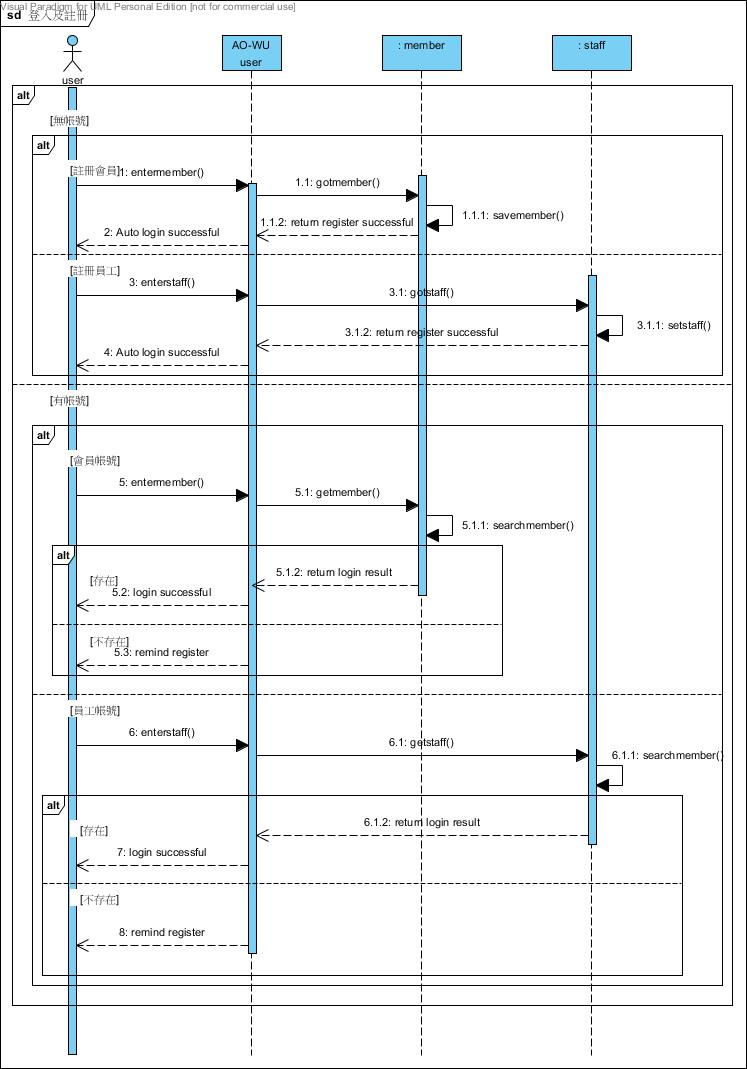 Visual Paradigm for UML Personal Edition [not for commercial use]
sd 登入及註冊
user
AO-WU
user
: member
: staff
alt
[無帳號]
alt
[註冊會員]
1: entermember()
1.1: gotmember()
1.1.1: savemember()
1.1.2: return register successful
2: Auto login successful
[註冊員工]
3: enterstaff()
3.1: gotstaff()
3.1.1: setstaff()
3.1.2: return register successful
4: Auto login successful
[有帳號]
alt
[會員帳號]
5: entermember()
5.1: getmember()
5.1.1: searchmember()
alt
5.1.2: return login result
[存在]
5.2: login successful
[不存在]
5.3: remind register
[員工帳號]
6: enterstaff()
6.1: getstaff()
6.1.1: searchmember()
alt
6.1.2: return login result
[存在]
7: login successful
[不存在]
8: remind register